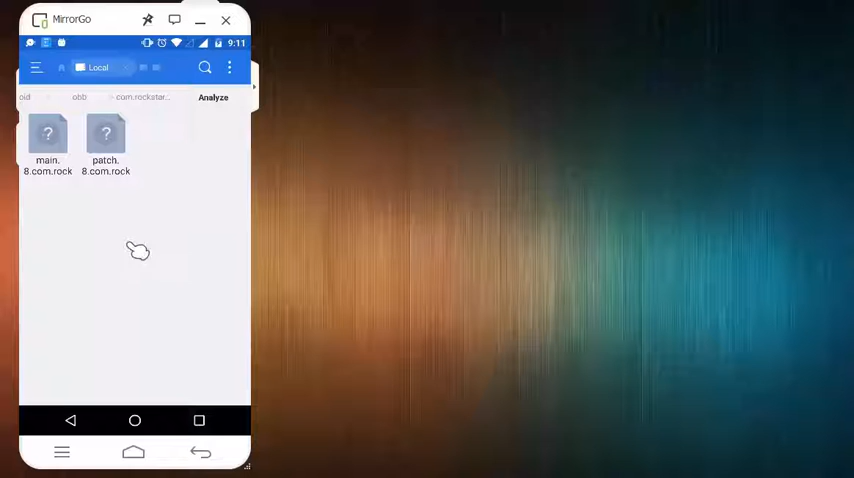 MirrorGo
9:11
Local
oid obb com.rockstar... Analyze
? ?
main. patch.
8.com.rock 8.com.rock